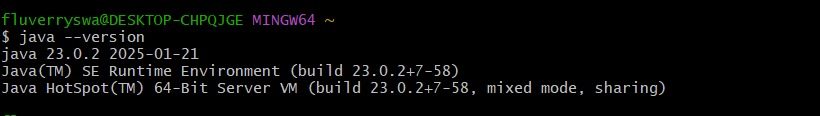 fluverryswa@DESKTOP-CHPQJGE MINGW64 ~
$ java --version
java 23.0.2 2025-01-21
Java(TM) SE Runtime Environment (build 23.0.2+7-58)
Java HotSpot(TM) 64-Bit Server VM (build 23.0.2+7-58, mixed mode, sharing)